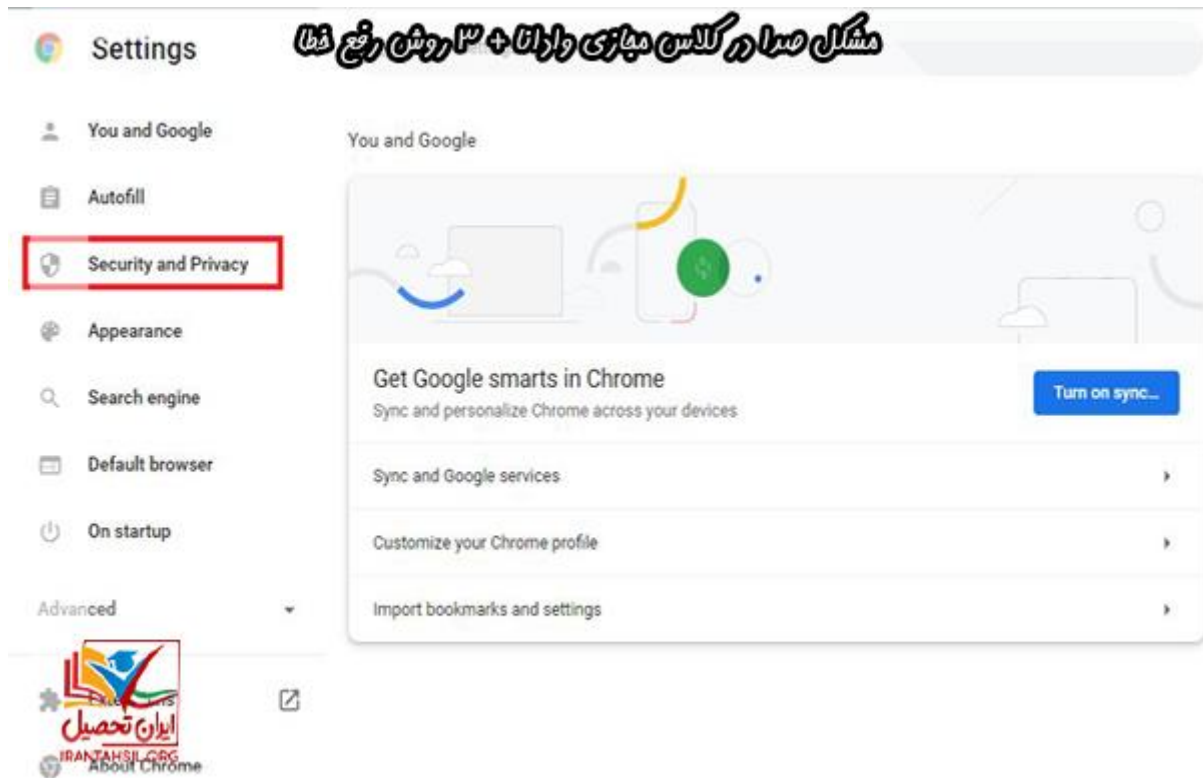 مشکل صدا در کلاس مجازی وادانا + ۳ روش رفع خطا
Settings
You and Google
Autofill
Security and Privacy
Appearance
Search engine
Default browser
On startup
Advanced
About Chrome
You and Google
Get Google smarts in Chrome
Sync and personalize Chrome across your devices
Turn on sync...
Sync and Google services
Customize your Chrome profile
Import bookmarks and settings
ایران تحصیل
IRANTAHSIL.ORG